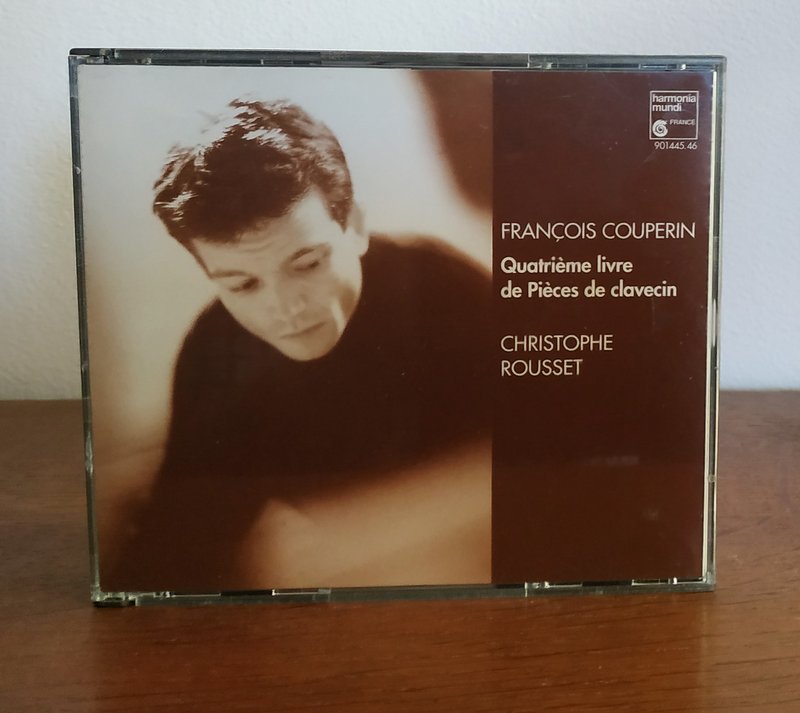 harmonia
mundi
FRANCE
901445.46
FRANÇOIS COUPERIN
Quatrième livre
de Pièces de clavecin
CHRISTOPHE
ROUSSET